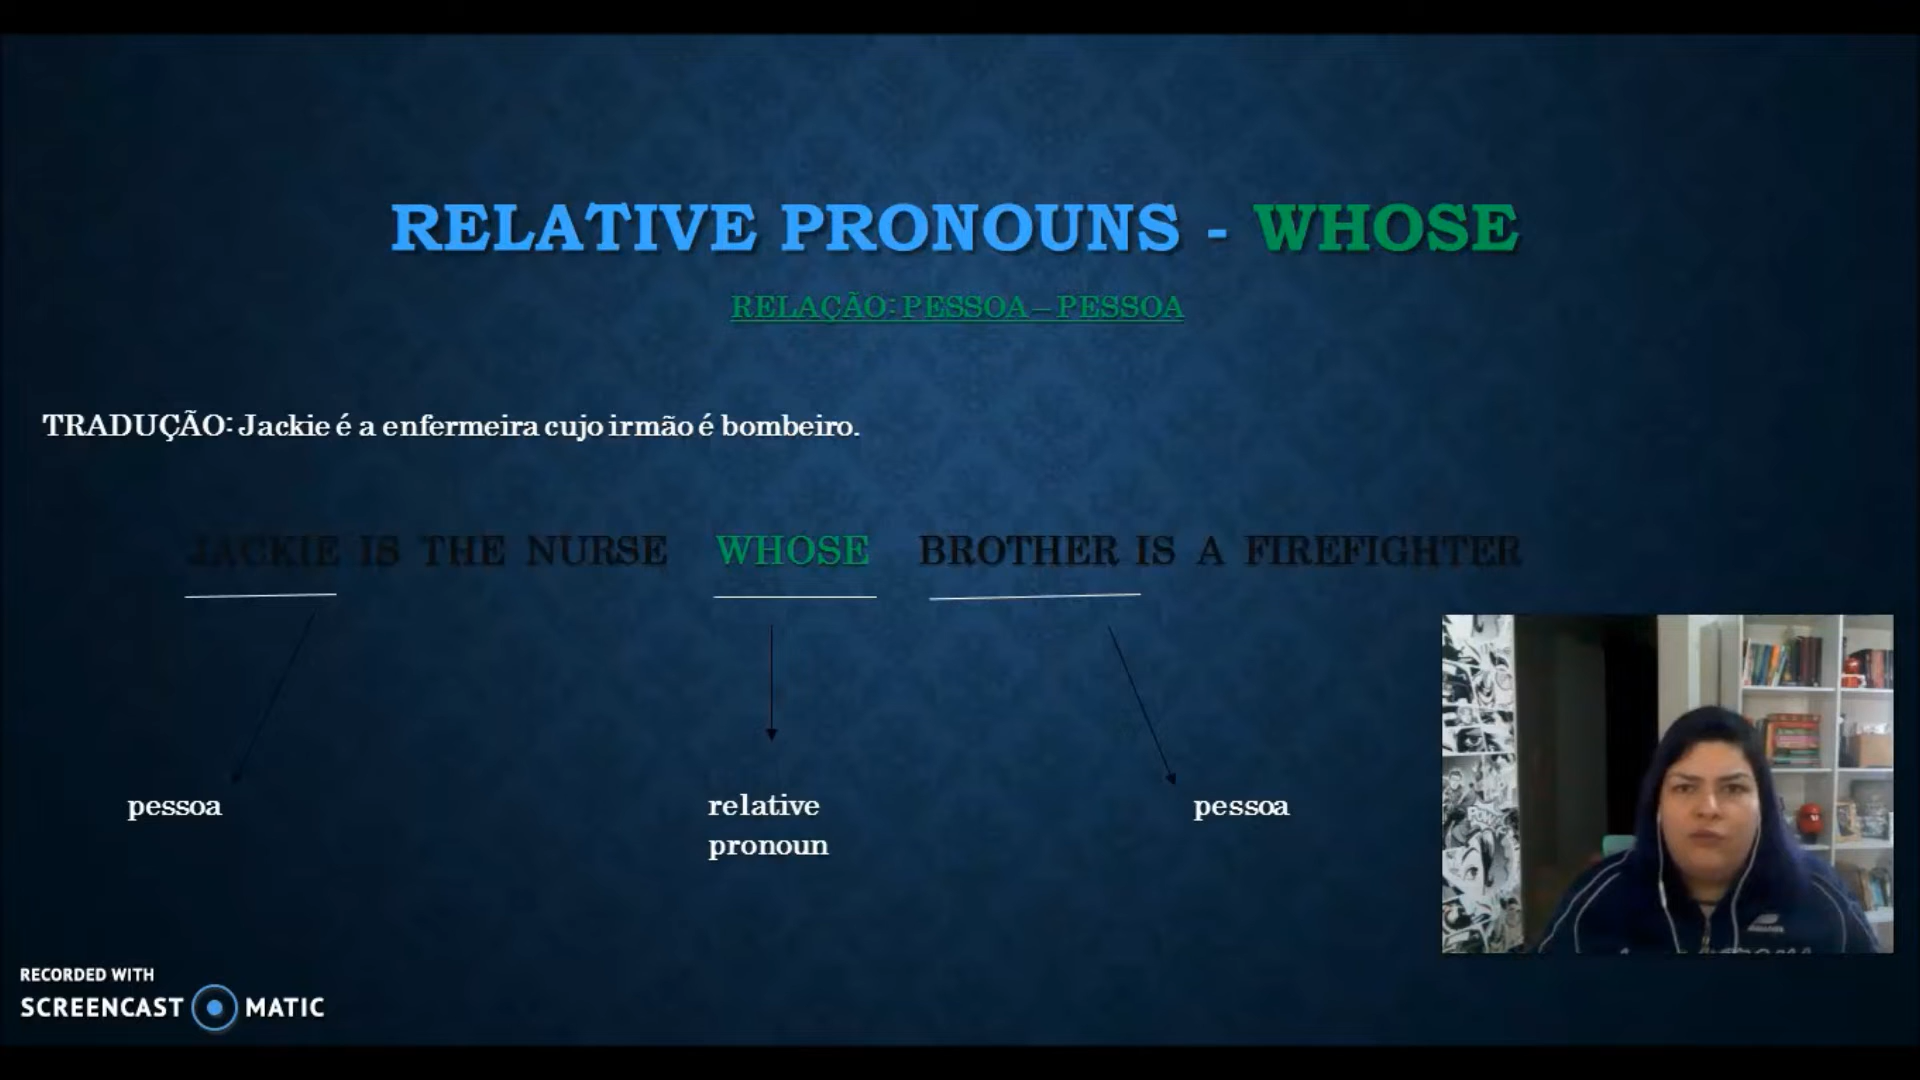 RELATIVE PRONOUNS - WHOSE
RELAÇÃO: PESSOA – PESSOA
TRADUÇÃO: Jackie é a enfermeira cujo irmão é bombeiro.
JACKIE IS THE NURSE WHOSE BROTHER IS A FIREFIGHTER
pessoa
relative
pronoun
pessoa
RECORDED WITH
SCREENCAST MATIC